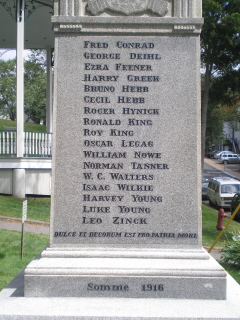 FRED CONRAD
GEORGE DEIHL
EZRA FEENER
HARRY GREEK
BRUNO HEBB
CECIL HEBB
ROGER HYNICK
RONALD KING
ROY KING
OSCAR LEGAG
WILLIAM NOWE
NORMAN TANNER
W. C. WALTERS
ISAAC WILKIE
HARVEY YOUNG
LUKE YOUNG
LEO ZINCK
DULCE ET DECORUM EST PRO PATRIA MORI
Somme 1916